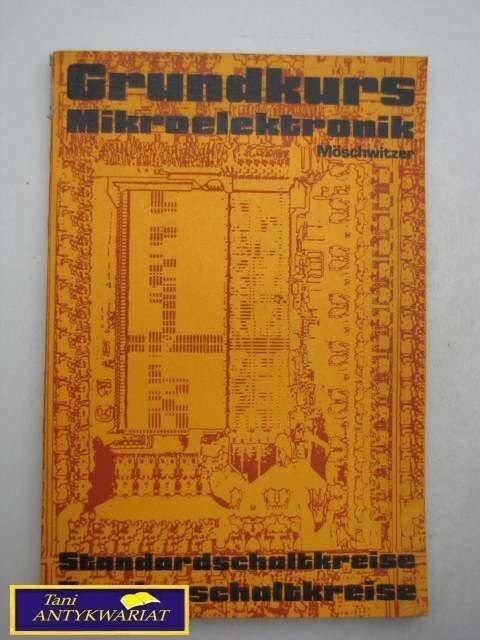 Grundkurs
Mikroelektronik
Möschwitzer
Standardschaltkreise
schaltkreise
Tani
ANTYKWARIAT